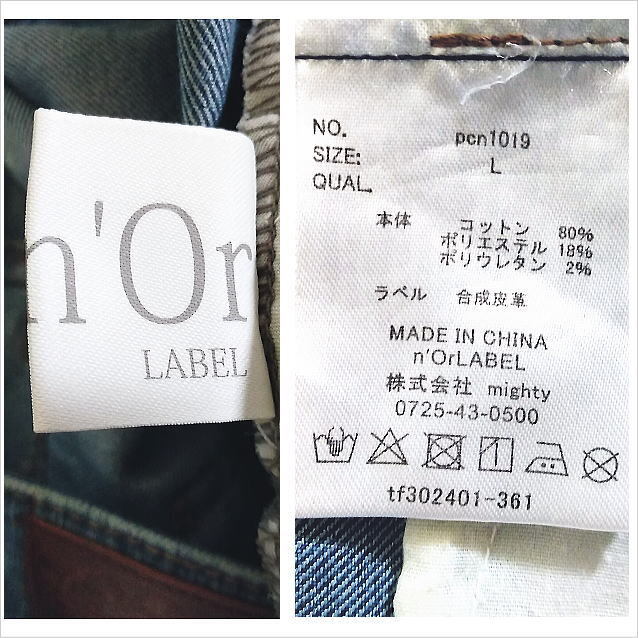 n'Or
LABEL
NO. pcn1019
SIZE: L
QUAL.
本体 コットン 80%
ポリエステル 18%
ポリウレタン 2%
ラベル 合成皮革
MADE IN CHINA
n'OrLABEL
株式会社 mighty
0725-43-0500
tf302401-361